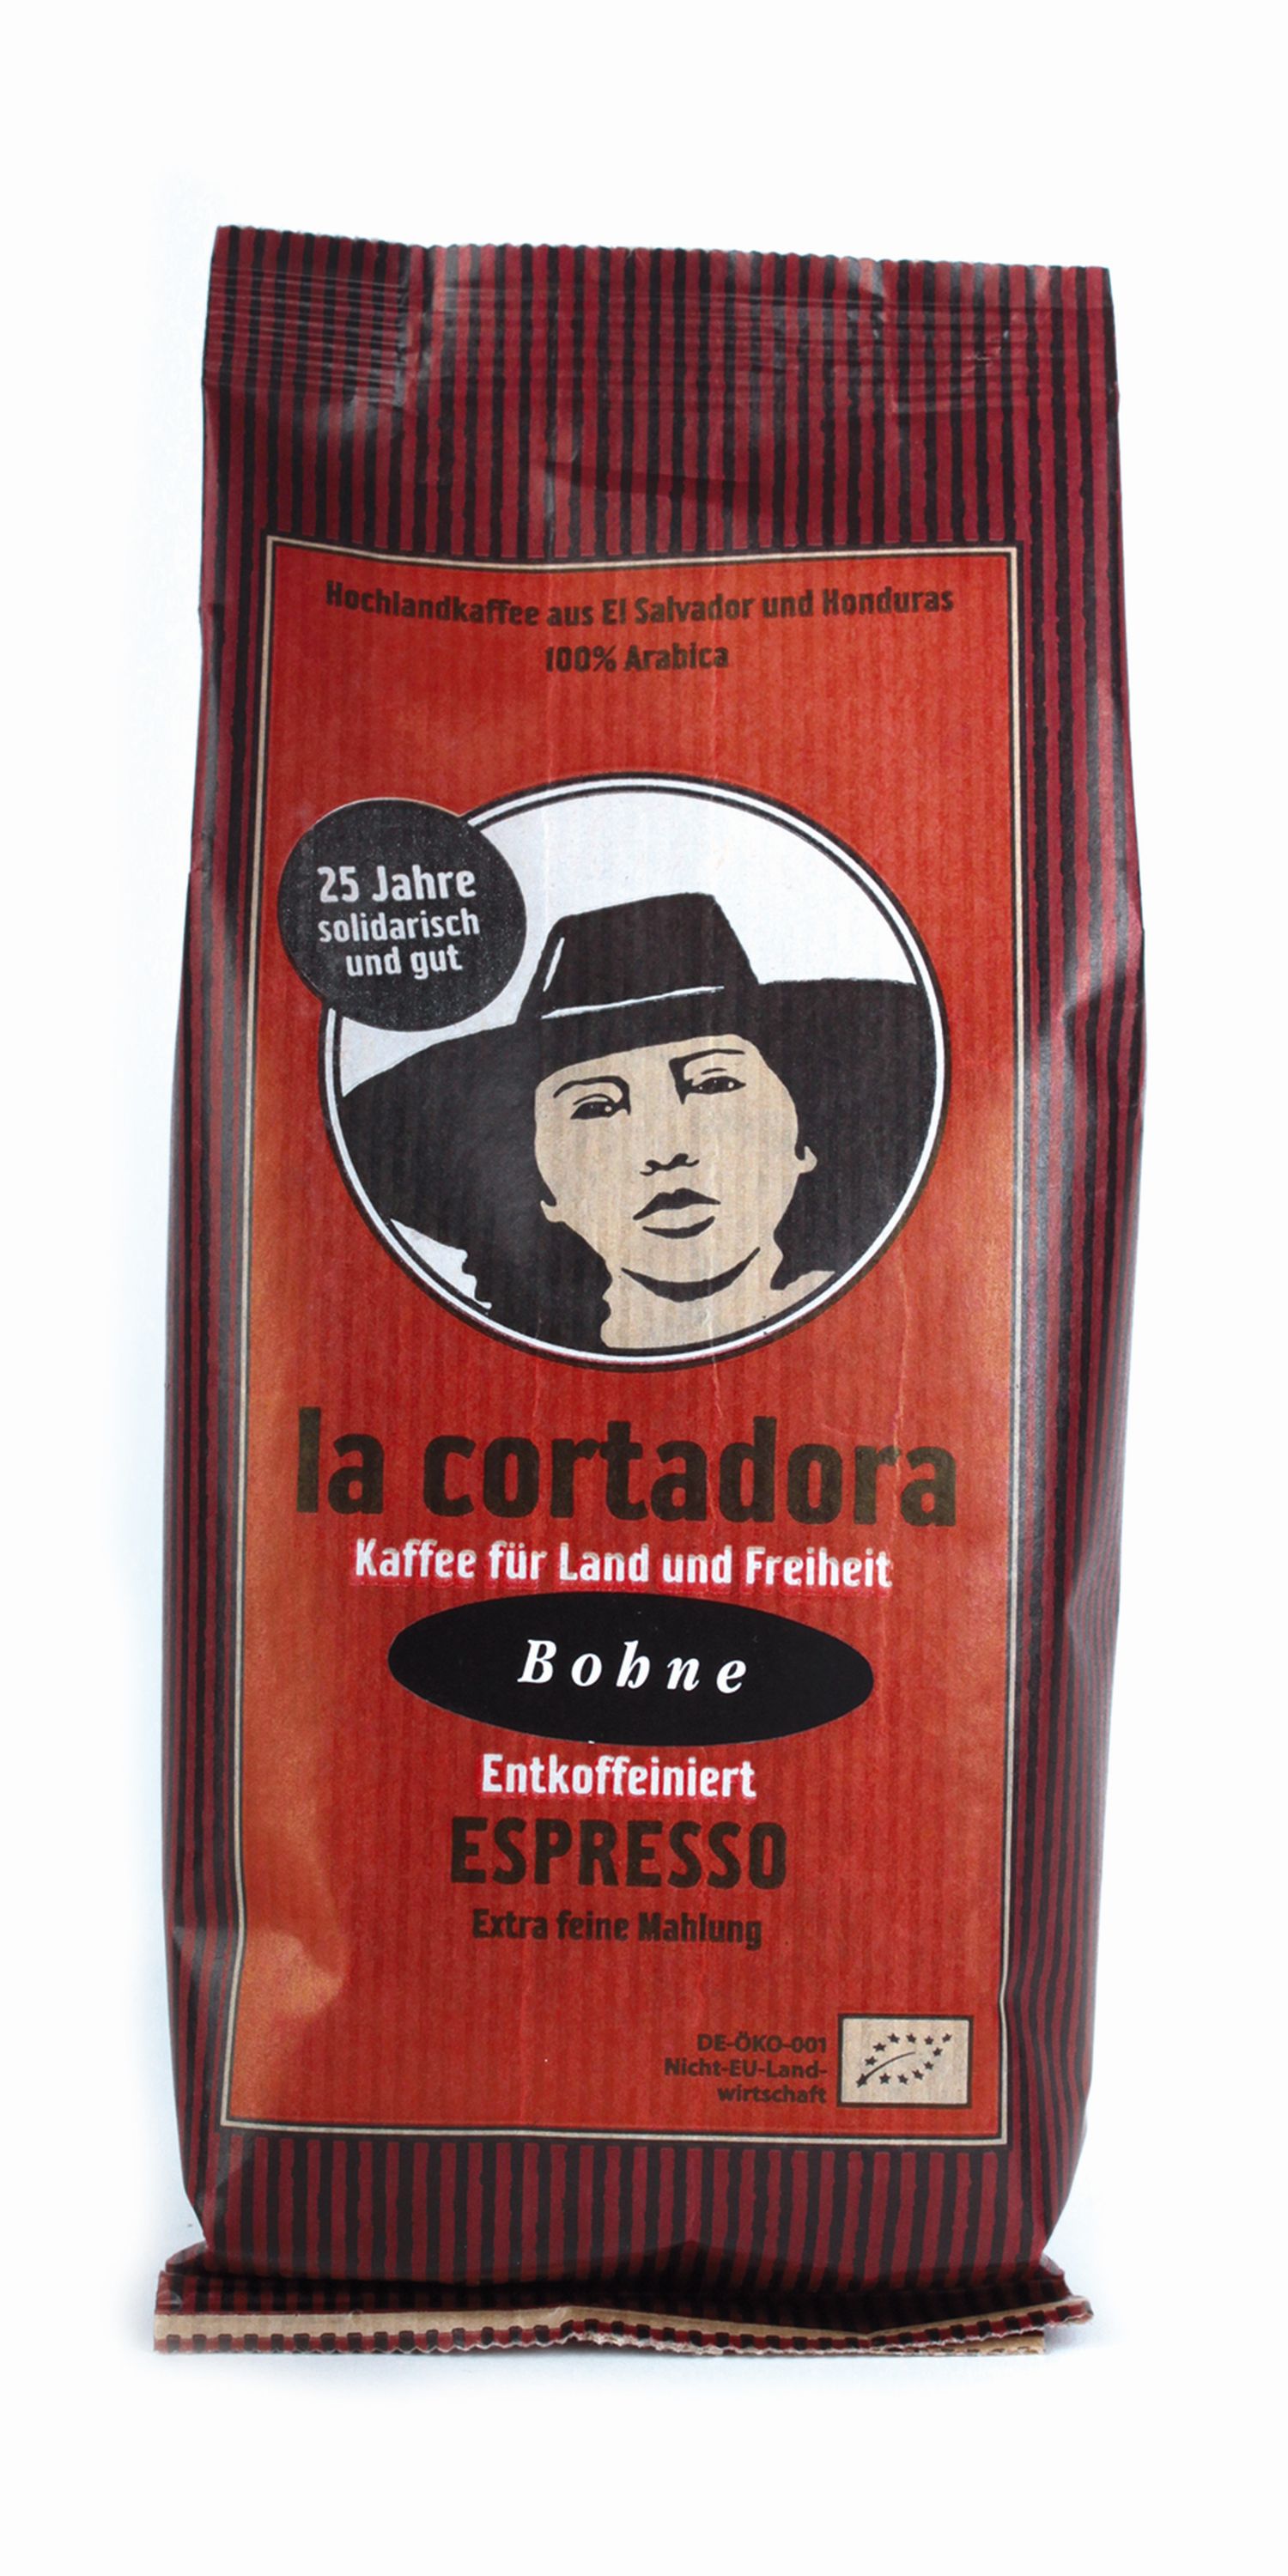 Hochlandkaffee aus El Salvador und Honduras
100% Arabica
25 Jahre
solidarisch
und gut
la cortadora
Kaffee für Land und Freiheit
Bohne
Entkoffeiniert
ESPRESSO
Extra feine Mahlung
DE-ÖKO-001
Nicht-EU-Land-
wirtschaft